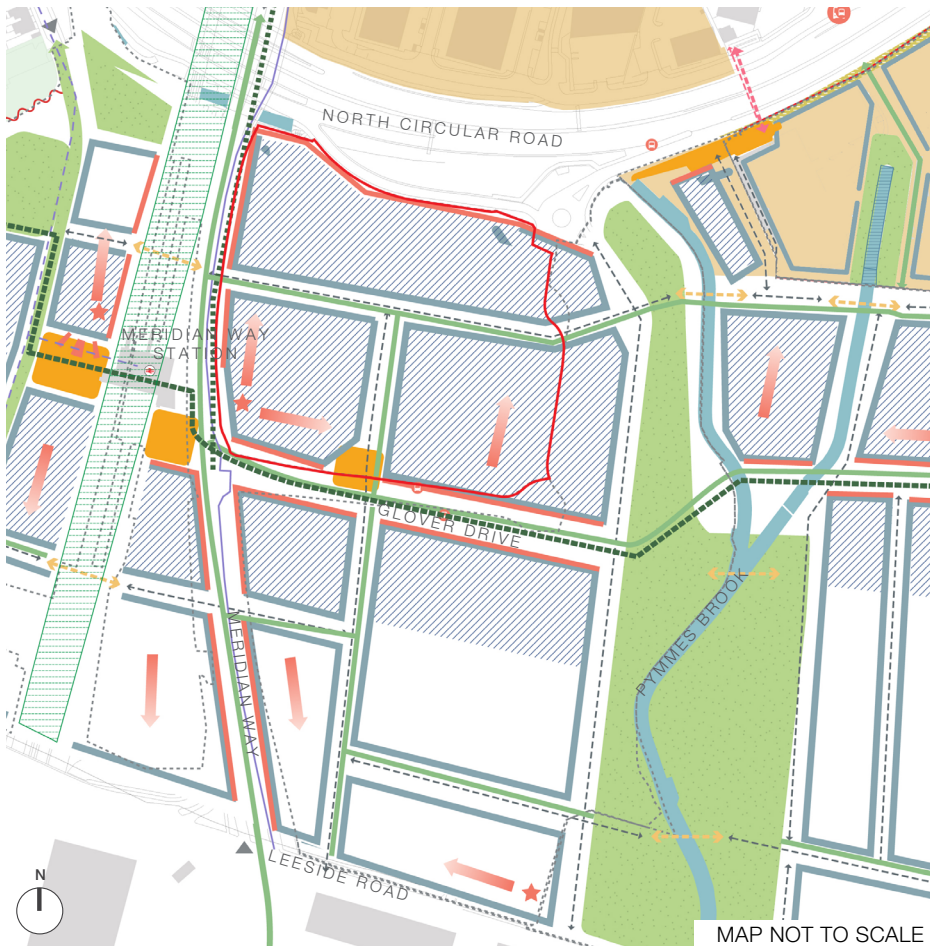 NORTH CIRCULAR ROAD
MERIDIAN WAY
STATION
GLOVER DRIVE
PYMMES BROOK
MERIDIAN WAY
LEESIDE ROAD
N
MAP NOT TO SCALE